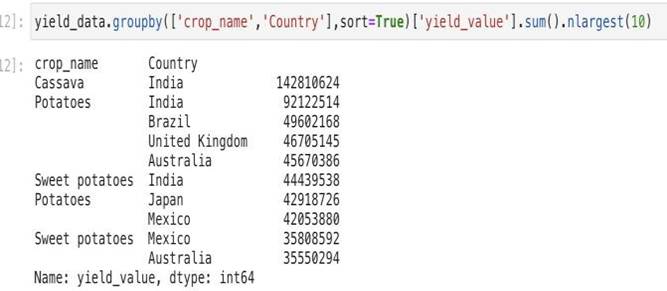 12]: yield_data.groupby(['crop_name','Country'],sort=True)['yield_value'].sum().nlargest(10)
12]: crop_name Country
Cassava India 142810624
Potatoes India 92122514
Brazil 49602168
United Kingdom 46705145
Australia 45670386
Sweet potatoes India 44439538
Potatoes Japan 42918726
Mexico 42053880
Sweet potatoes Mexico 35808592
Australia 35550294
Name: yield_value, dtype: int64